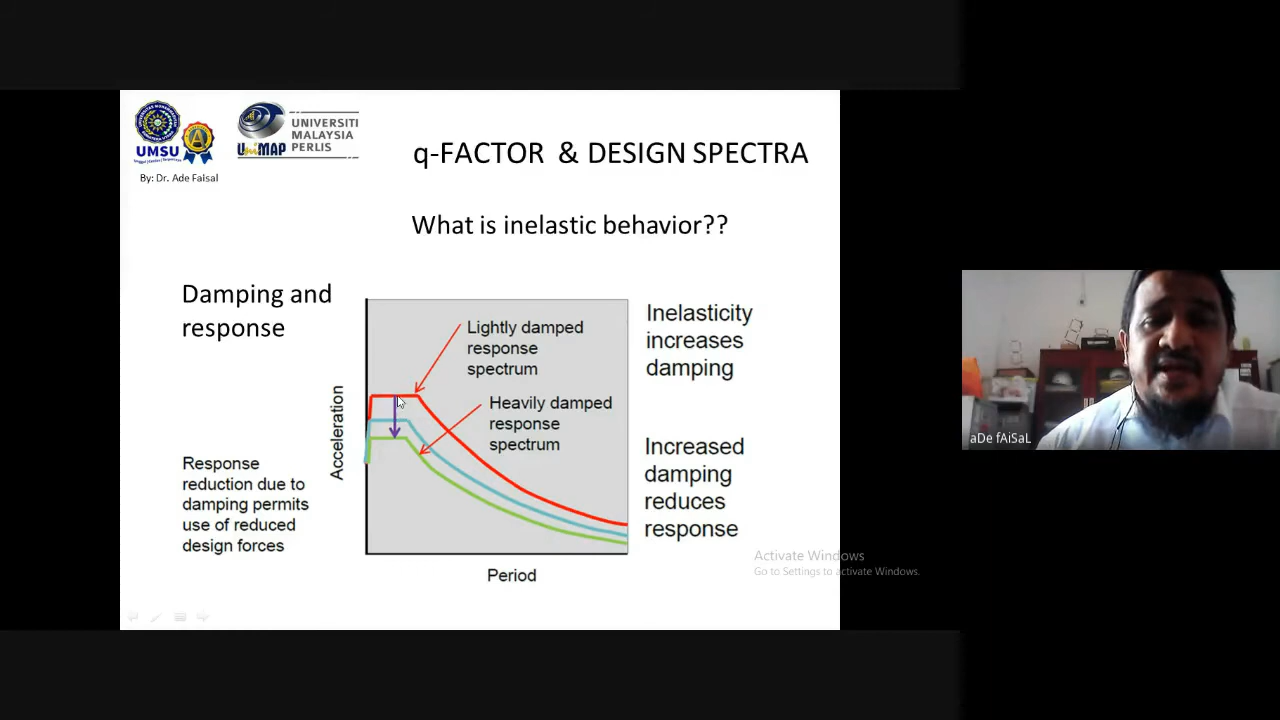 UMSU
UniMAP
UNIVERSITI
MALAYSIA
PERLIS
By: Dr. Ade Faisal
q-FACTOR & DESIGN SPECTRA
What is inelastic behavior??
Damping and
response
Response
reduction due to
damping permits
use of reduced
design forces
Acceleration
Lightly damped
response
spectrum
Heavily damped
response
spectrum
Period
Inelasticity
increases
damping
Increased
damping
reduces
response
Activate Windows
Go to Settings to activate Windows.
aDe fAiSaL